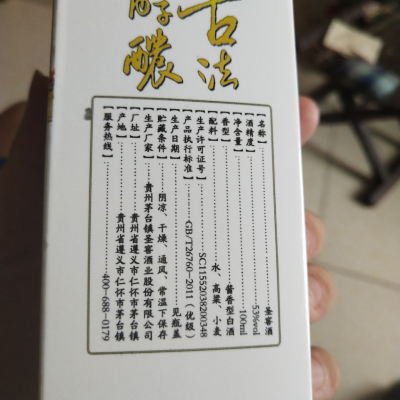 古法
醇釀
【名称】圣窖酒
【酒精度】53%vol
【净含量】100ml
【香型】酱香型白酒
【配料】水、高粱、小麦
【生产许可证号】SC11552038200348
【产品执行标准】GB/T26760-2011（优级）
【生产日期】见瓶盖
【贮藏条件】阴凉、干燥、通风、常温下保存
【生产厂家】贵州茅台镇圣窖酒业股份有限公司
【厂址】贵州省遵义市仁怀市茅台镇
【产地】贵州省遵义市仁怀市茅台镇
【服务热线】400-688-0179